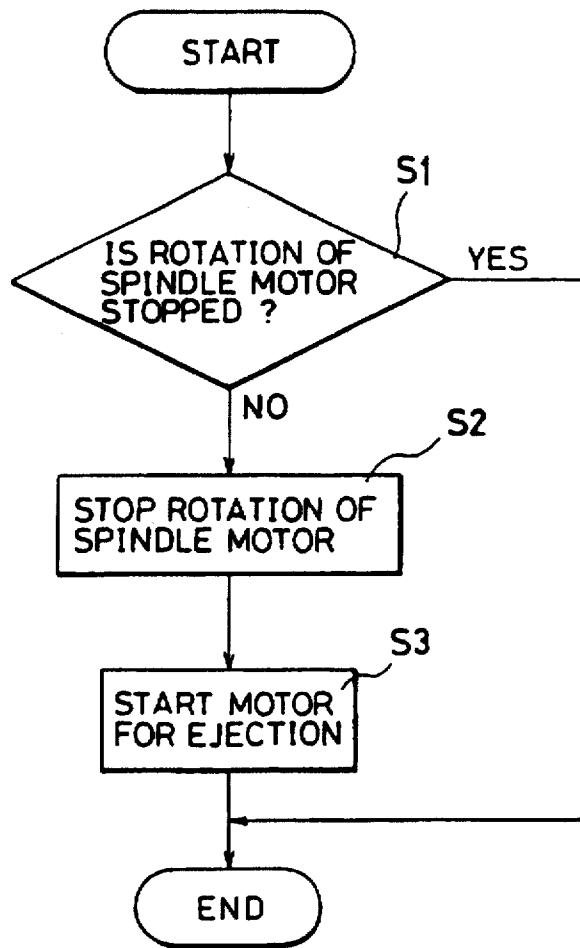 START
S1
IS ROTATION OF
SPINDLE MOTOR
STOPPED ?
YES
NO
S2
STOP ROTATION OF
SPINDLE MOTOR
S3
START MOTOR
FOR EJECTION
END